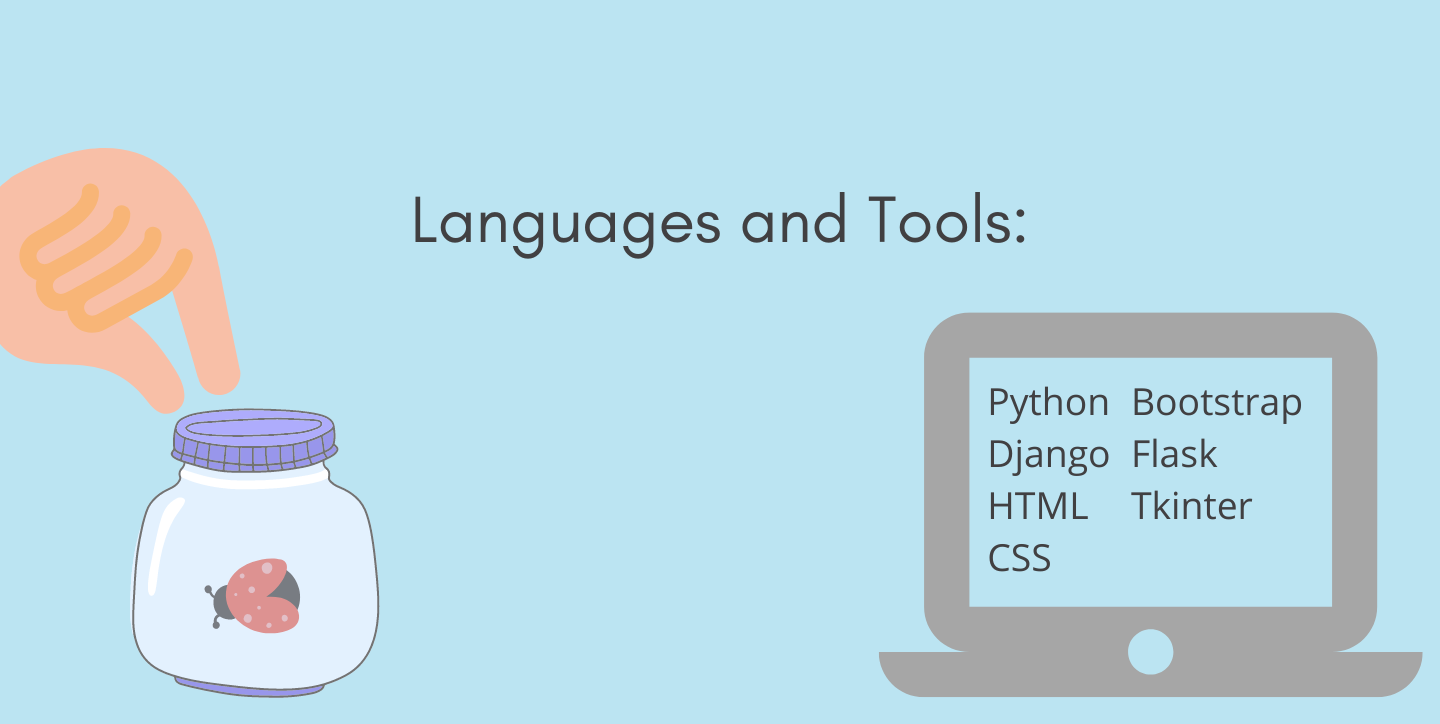 Languages and Tools:
Python Bootstrap
Django Flask
HTML Tkinter
CSS